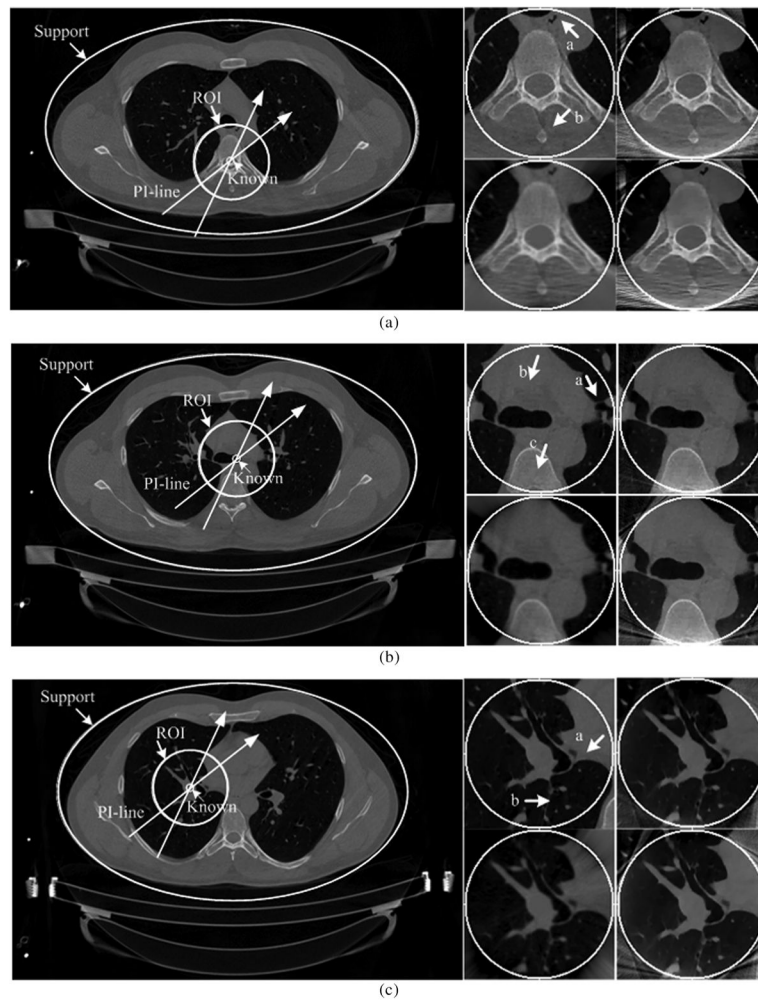 Support
ROI
PI-line
Known
a
b
(a)
Support
ROI
PI-line
Known
b
a
c
(b)
Support
ROI
PI-line
Known
a
b
(c)